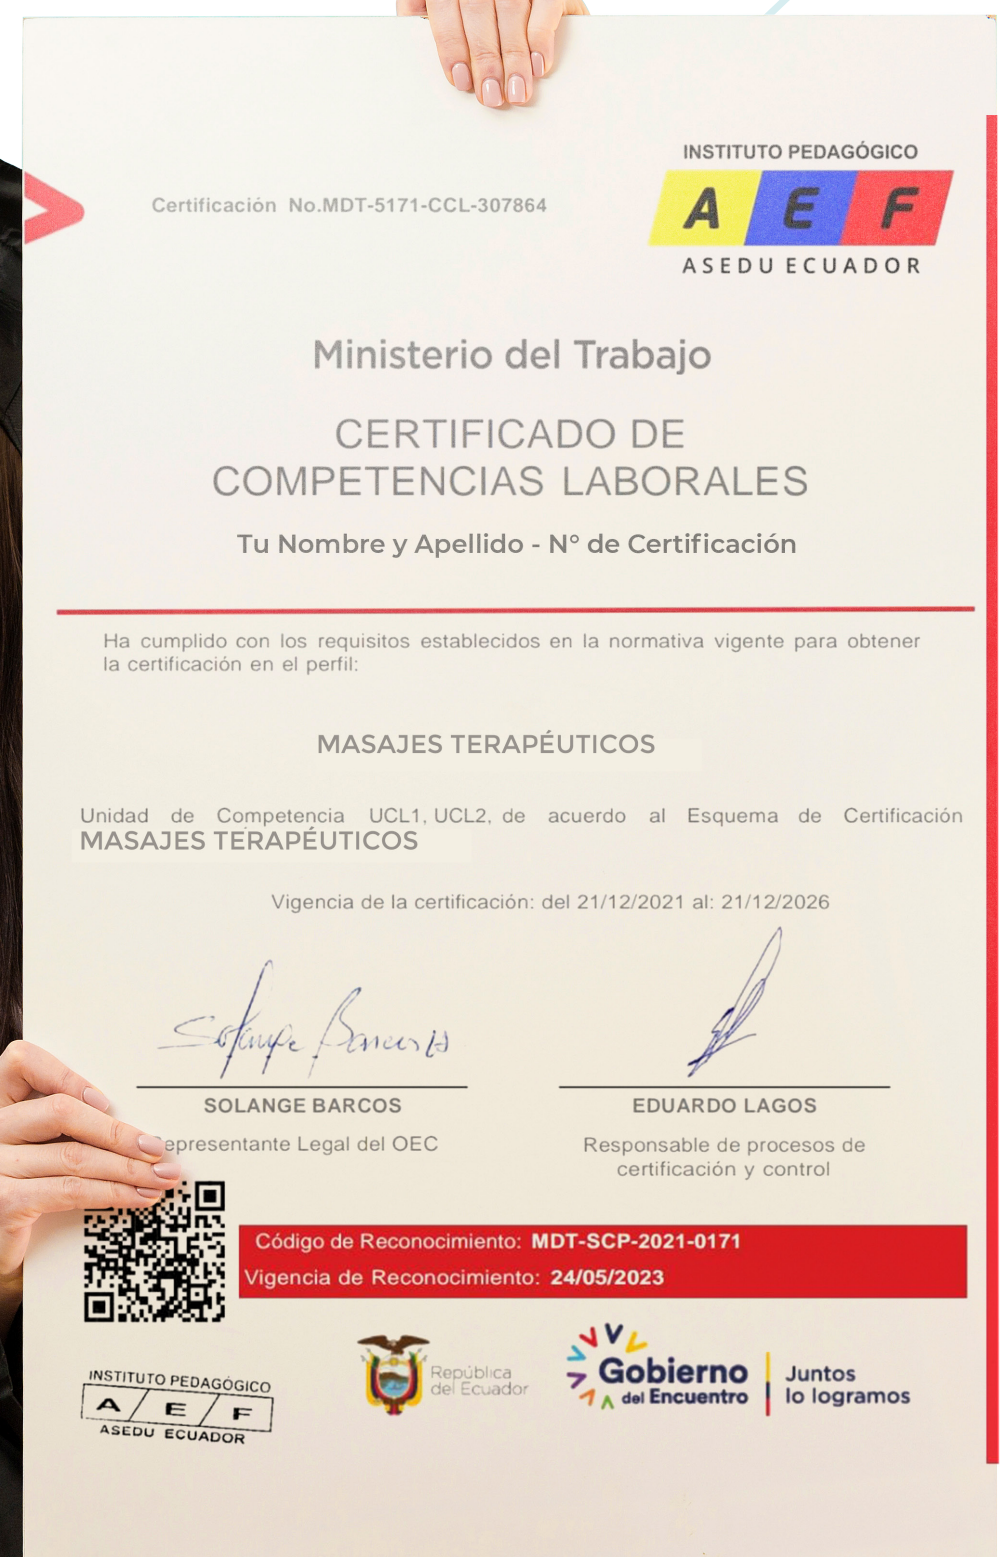 INSTITUTO PEDAGÓGICO
A E F
ASEDU ECUADOR
Certificación No.MDT-5171-CCL-307864
Ministerio del Trabajo
CERTIFICADO DE
COMPETENCIAS LABORALES
Tu Nombre y Apellido - N° de Certificación
Ha cumplido con los requisitos establecidos en la normativa vigente para obtener
la certificación en el perfil:
MASAJES TERAPÉUTICOS
Unidad de Competencia UCL1, UCL2, de acuerdo al Esquema de Certificación
MASAJES TERAPÉUTICOS
Vigencia de la certificación: del 21/12/2021 al: 21/12/2026
Solange Barcos
SOLANGE BARCOS
epresentante Legal del OEC
EDUARDO LAGOS
Responsable de procesos de
certificación y control
Código de Reconocimiento: MDT-SCP-2021-0171
Vigencia de Reconocimiento: 24/05/2023
INSTITUTO PEDAGÓGICO
A E F
ASEDU ECUADOR
República
del Ecuador
Gobierno
del Encuentro
Juntos
lo logramos